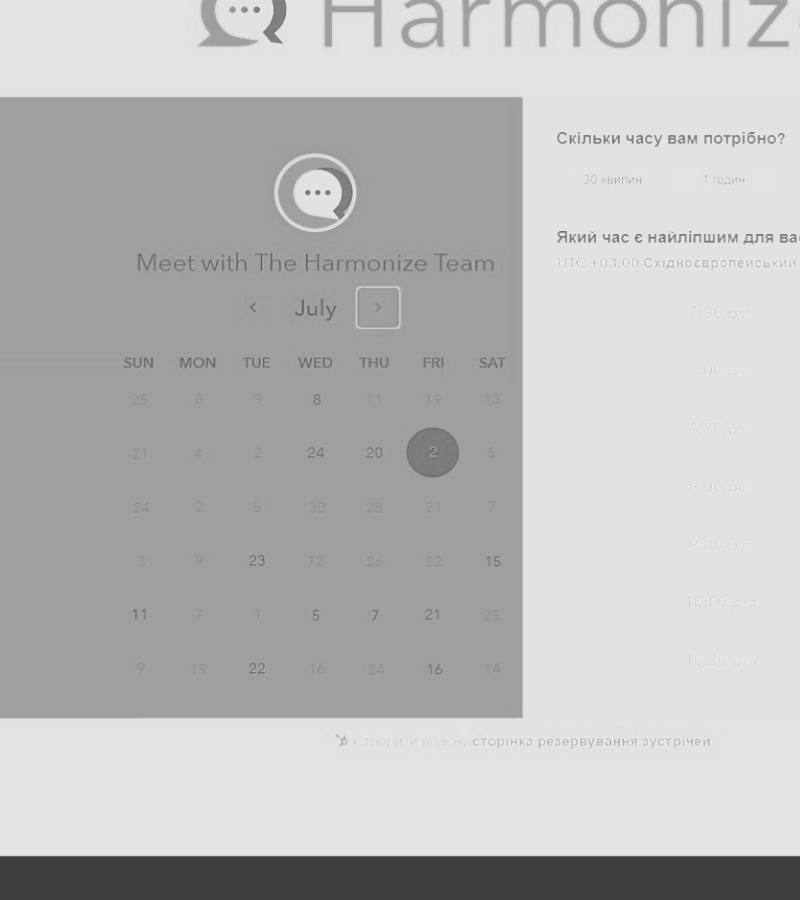 Harmoniz
Meet with The Harmonize Team
July
SUN MON TUE WED THU FRI SAT
25 8 9 8 11 19 13
21 4 2 24 20 2 5
24 2 5 30 28 21 7
3 9 23 12 26 22 15
11 7 1 5 7 21 25
9 19 22 16 24 16 14
Скільки часу вам потрібно?
30 хвилин 1 годин
Який час є найліпшим для вас
UTC +03:00 Східноєвропейський
7:30 pm
8:00 pm
8:30 pm
9:00 pm
9:30 pm
10:00 pm
10:30 pm
Створити власну сторінка резервування зустрічей